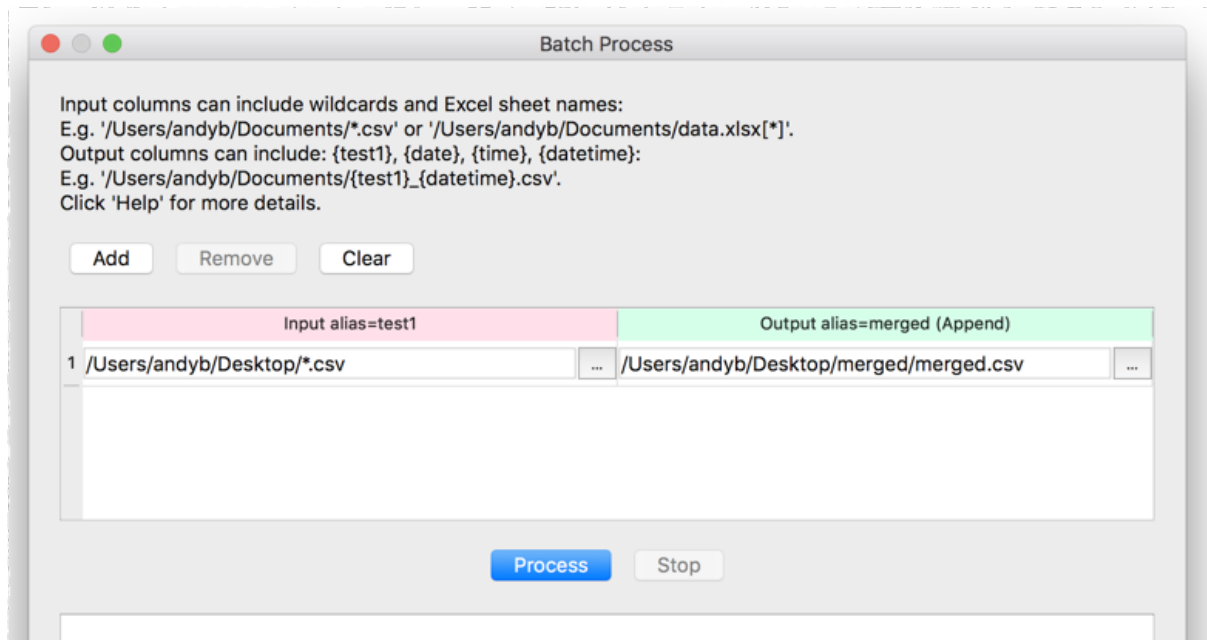 Batch Process
Input columns can include wildcards and Excel sheet names:
E.g. '/Users/andyb/Documents/*.csv' or '/Users/andyb/Documents/data.xlsx[*]'.
Output columns can include: {test1}, {date}, {time}, {datetime}:
E.g. '/Users/andyb/Documents/{test1}_{datetime}.csv'.
Click 'Help' for more details.
Add Remove Clear
Input alias=test1 Output alias=merged (Append)
1 /Users/andyb/Desktop/*.csv ... /Users/andyb/Desktop/merged/merged.csv ...
Process Stop